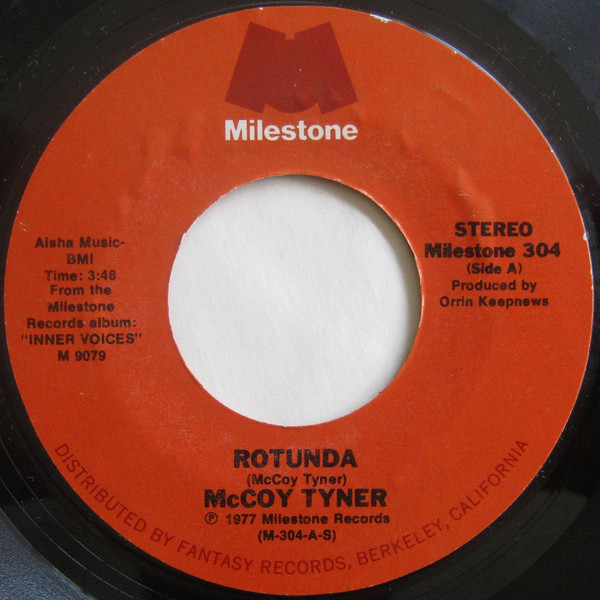 Milestone
Aisha Music-
BMI
Time: 3:48
From the
Milestone
Records album:
"INNER VOICES"
M 9079
STEREO
Milestone 304
(Side A)
Produced by
Orrin Keepnews
ROTUNDA
(McCoy Tyner)
McCOY TYNER
℗ 1977 Milestone Records
(M-304-A-S)
DISTRIBUTED BY FANTASY RECORDS, BERKELEY, CALIFORNIA